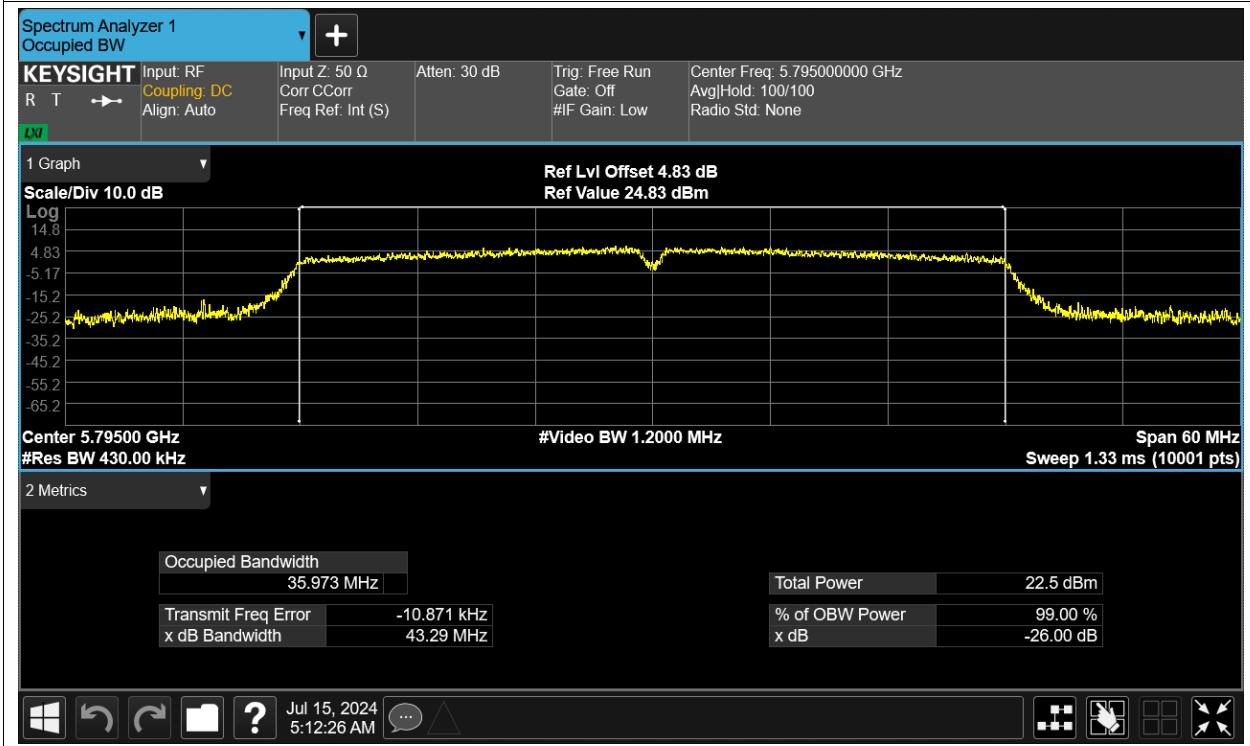 Spectrum Analyzer 1
Occupied BW
KEYSIGHT
R T
LXI
Input: RF
Coupling: DC
Align: Auto
Input Z: 50 Ω
Corr CCorr
Freq Ref: Int (S)
Atten: 30 dB
Trig: Free Run
Gate: Off
#IF Gain: Low
Center Freq: 5.795000000 GHz
Avg|Hold: 100/100
Radio Std: None
1 Graph
Scale/Div 10.0 dB
Ref Lvl Offset 4.83 dB
Ref Value 24.83 dBm
Log
14.8
4.83
-5.17
-15.2
-25.2
-35.2
-45.2
-55.2
-65.2
Center 5.79500 GHz
#Video BW 1.2000 MHz
Span 60 MHz
#Res BW 430.00 kHz
Sweep 1.33 ms (10001 pts)
2 Metrics
Occupied Bandwidth
35.973 MHz
Transmit Freq Error -10.871 kHz
x dB Bandwidth 43.29 MHz
Total Power 22.5 dBm
% of OBW Power 99.00 %
x dB -26.00 dB
?
Jul 15, 2024
5:12:26 AM